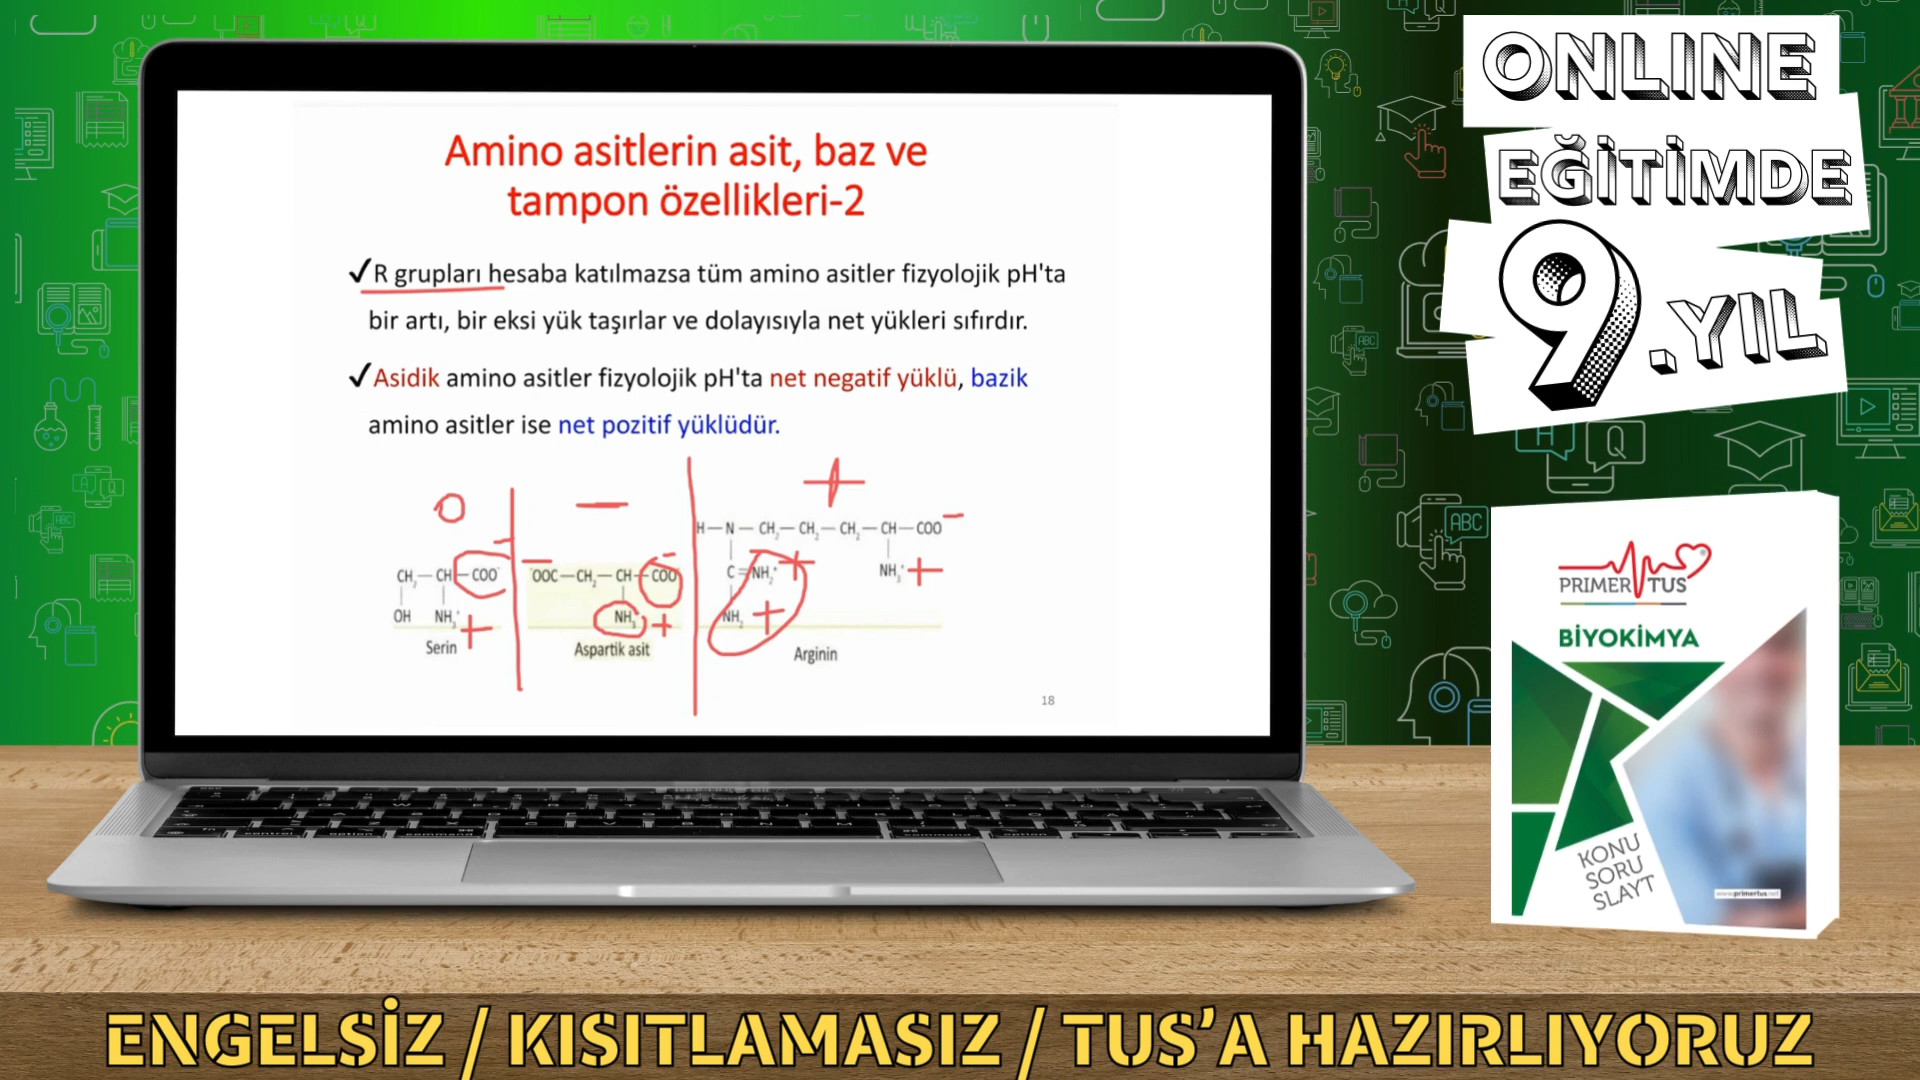 Amino asitlerin asit, baz ve
tampon özellikleri-2
✓R grupları hesaba katılmazsa tüm amino asitler fizyolojik pH'ta
bir artı, bir eksi yük taşırlar ve dolayısıyla net yükleri sıfırdır.
✓Asidik amino asitler fizyolojik pH'ta net negatif yüklü, bazik
amino asitler ise net pozitif yüklüdür.
0 — +
H—N—CH₂—CH₂—CH₂—CH—COO⁻
C=NH₂⁺ + NH₃⁺ +
NH₂ +
CH₂—CH—COO⁻
OH NH₃⁺ +
Serin
⁻OOC—CH₂—CH—COO⁻
NH₃⁺ +
Aspartik asit
Arginin
18
ONLINE
EĞİTİMDE
9.YIL
PRIMER TUS
BİYOKİMYA
KONU
SORU
SLAYT
www.primertus.net
ENGELSİZ / KISITLAMASIZ / TUS'A HAZIRLIYORUZ